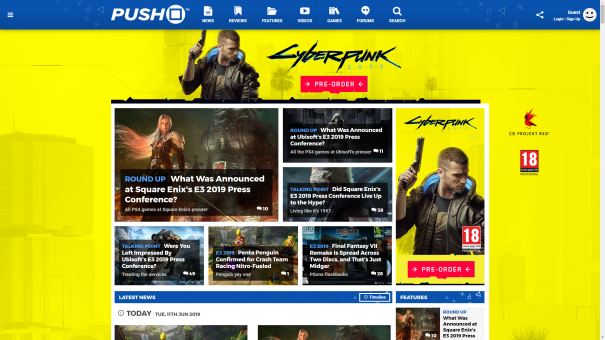 PUSH
NEWS
REVIEWS
FEATURES
VIDEOS
GAMES
FORUMS
SEARCH
Guest
Login | Sign Up
Cyberpunk
2077
PRE-ORDER
ROUND UP What Was Announced
at Square Enix's E3 2019 Press
Conference?
All PS4 games at Square Enix's presser
10
ROUND UP What Was Announced
at Ubisoft's E3 2019 Press
Conference?
All the PS4 games at Ubisoft's presser
11
TALKING POINT Did Square Enix's
E3 2019 Press Conference Live Up
to the Hype?
Living like it's 1997
38
TALKING POINT Were You
Left Impressed By
Ubisoft's E3 2019 Press
Conference?
Treating the services
49
E3 2019 Penta Penguin
Confirmed for Crash Team
Racing Nitro-Fueled
Penguin yey one
1
E3 2019 Final Fantasy VII
Remake Is Spread Across
Two Discs, and That's Just
Midgar
Phone flashbacks
28
Cyberpunk
2077
18
PRE-ORDER
CD PROJEKT RED
18
LATEST NEWS
Timeline
FEATURES
TODAY TUE, 11TH JUN 2019
ROUND UP
What Was
Announced at
Square Enix's